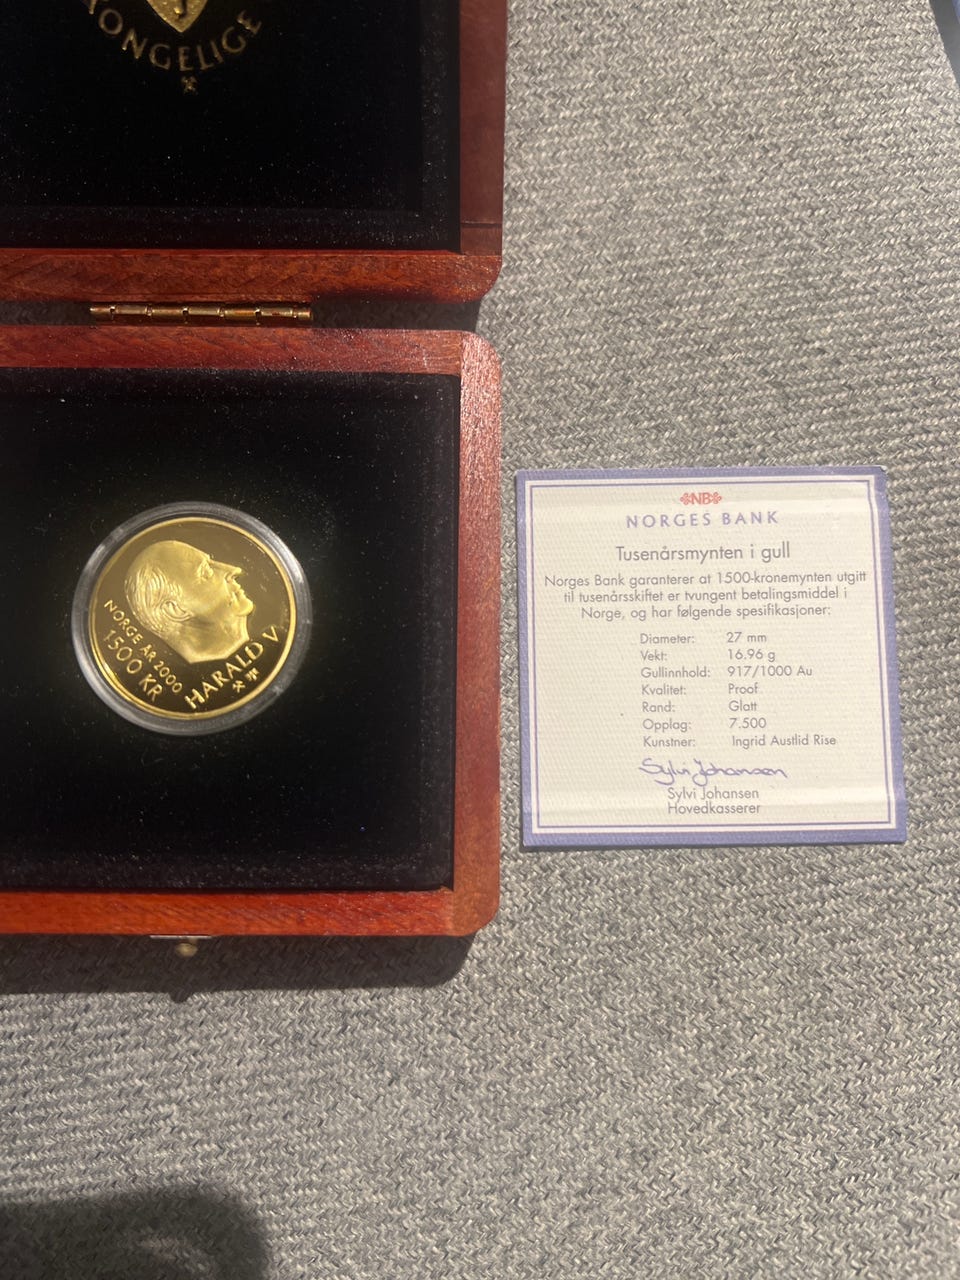 KONGELIGE
NORGE ÅR 2000
1500 KR
HARALD V
NB
NORGES BANK
Tusenårsmynten i gull
Norges Bank garanterer at 1500-kronemynten utgitt
til tusenårsskiftet er tvungent betalingsmiddel i
Norge, og har følgende spesifikasjoner:
Diameter: 27 mm
Vekt: 16.96 g
Gullinnhold: 917/1000 Au
Kvalitet: Proof
Rand: Glatt
Opplag: 7.500
Kunstner: Ingrid Austlid Rise
Sylvi Johansen
Sylvi Johansen
Hovedkasserer